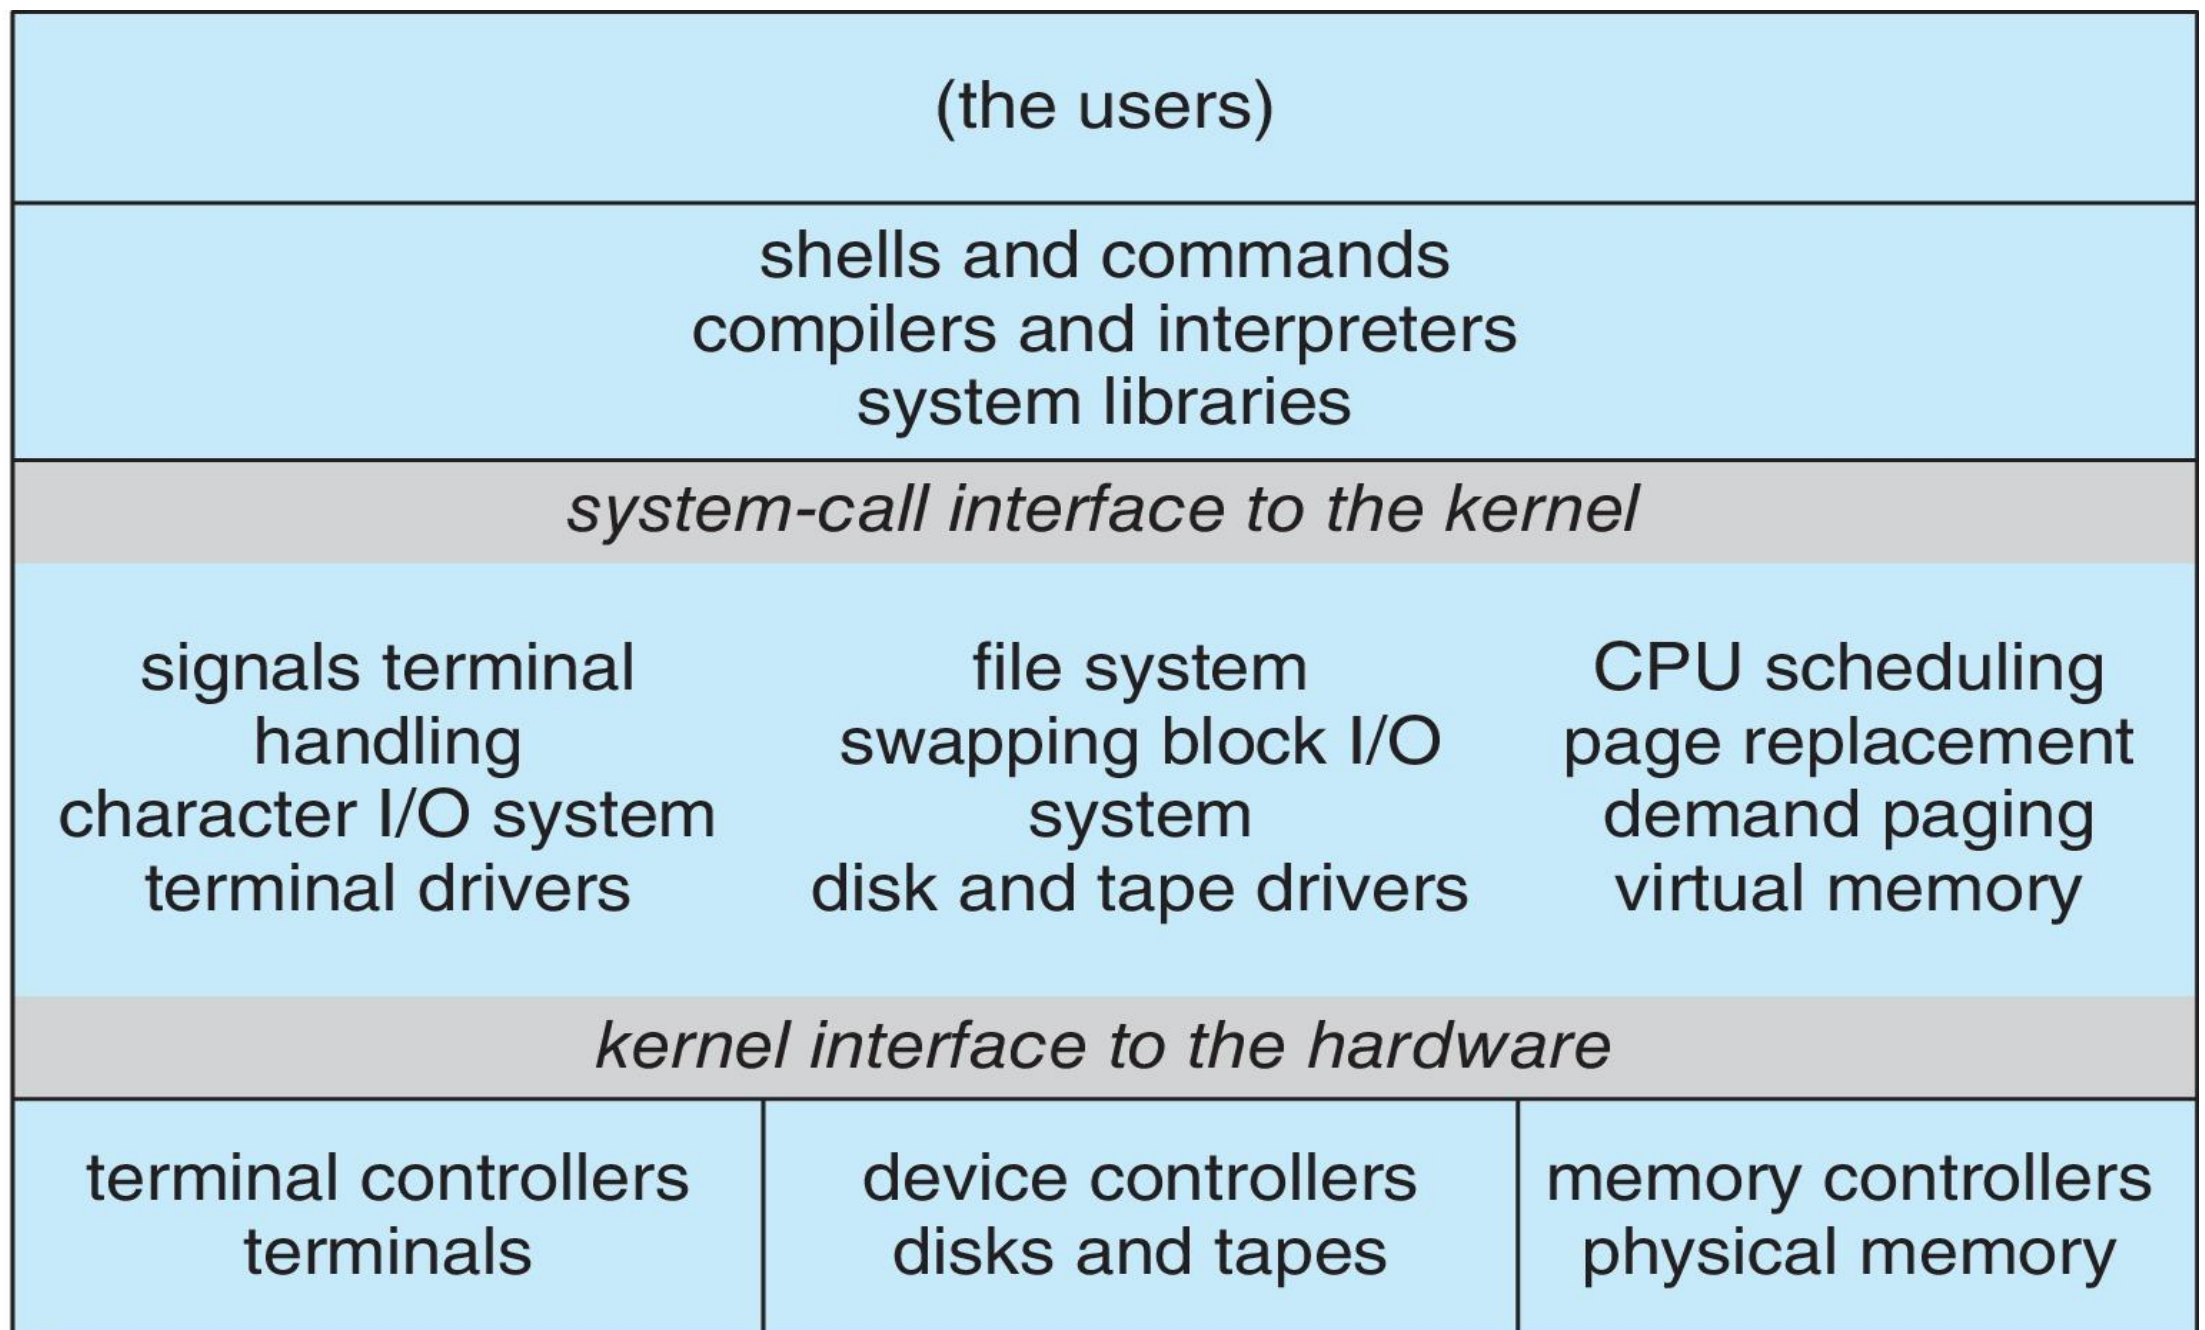 (the users)
shells and commands
compilers and interpreters
system libraries
system-call interface to the kernel
signals terminal
handling
character I/O system
terminal drivers
file system
swapping block I/O
system
disk and tape drivers
CPU scheduling
page replacement
demand paging
virtual memory
kernel interface to the hardware
terminal controllers
terminals
device controllers
disks and tapes
memory controllers
physical memory